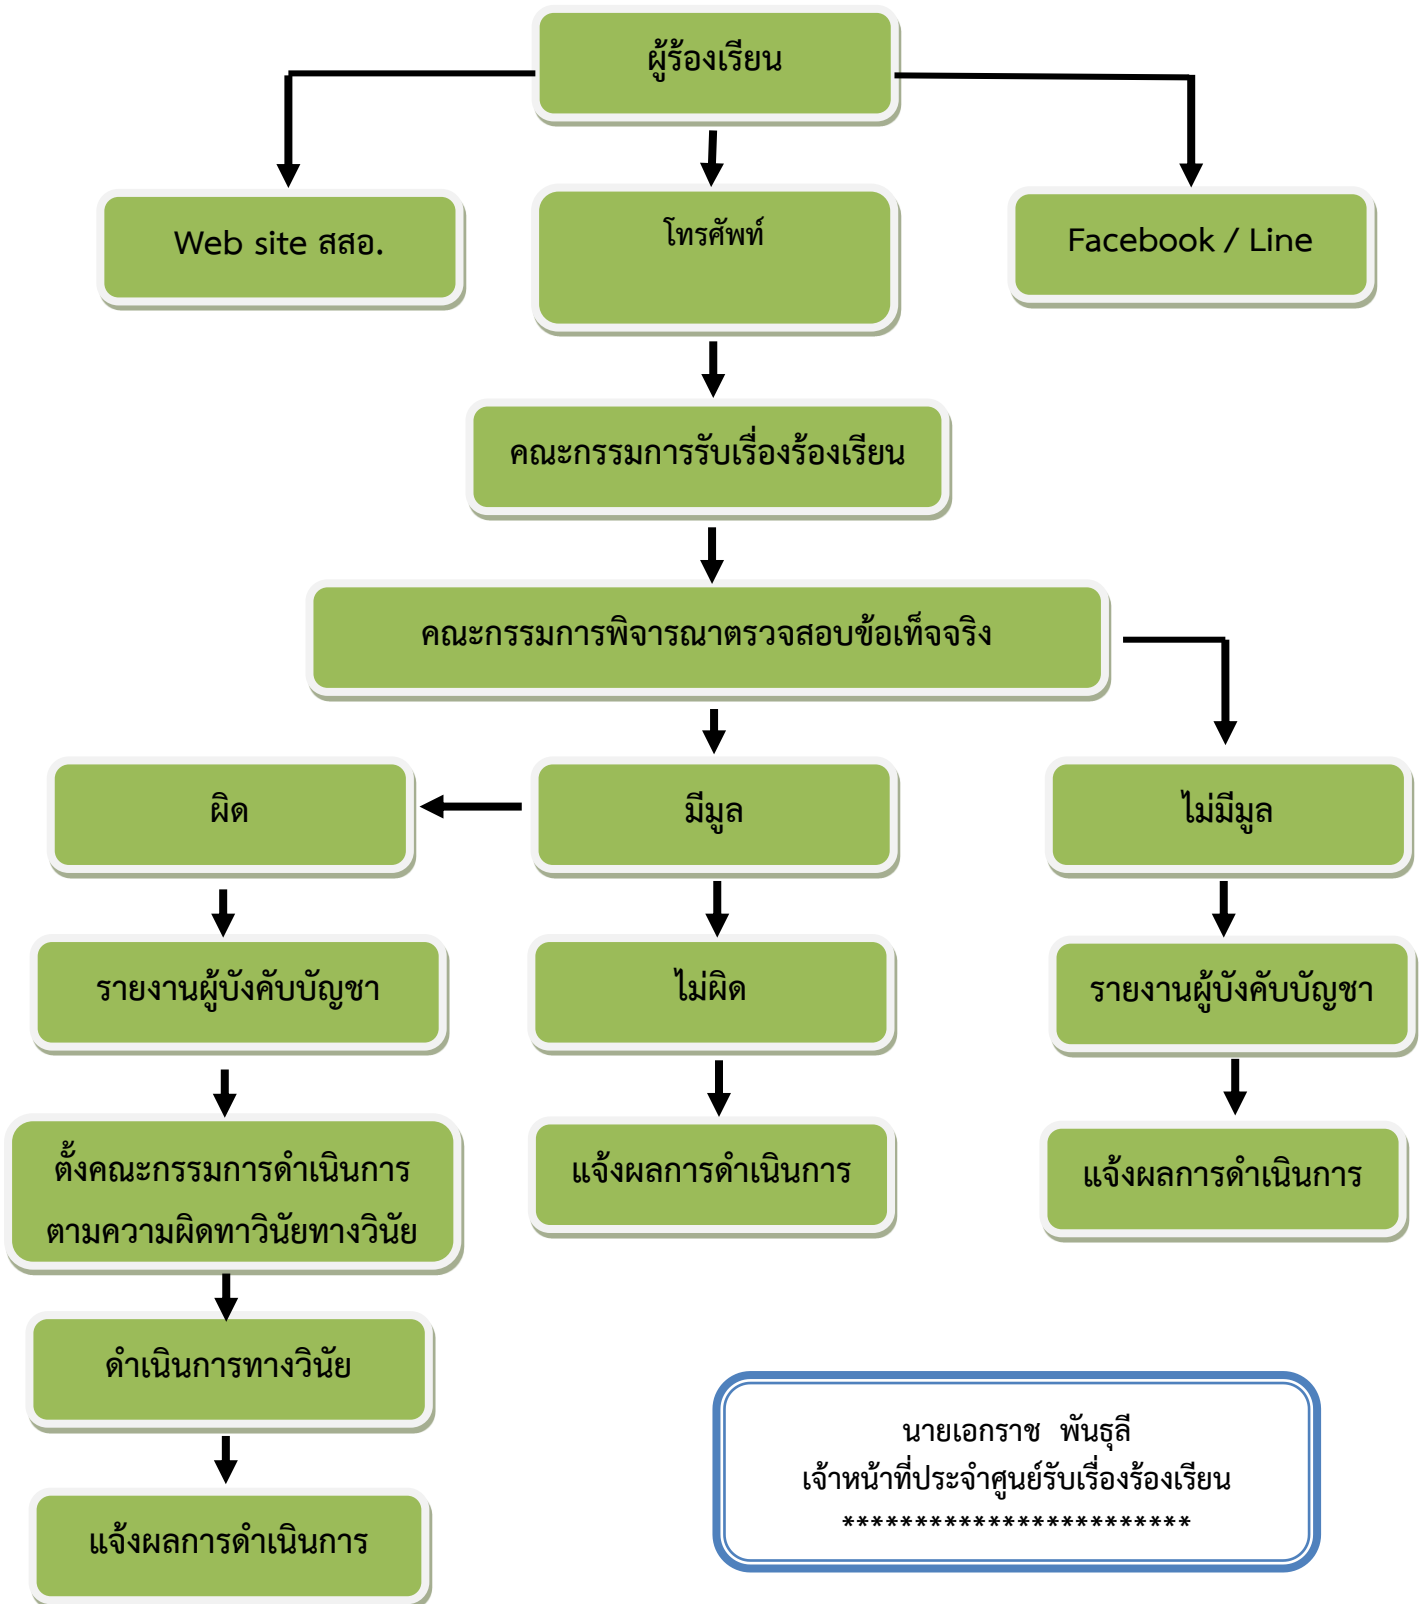 ผู้ร้องเรียน
Web site สสอ.
โทรศัพท์
Facebook / Line
คณะกรรมการรับเรื่องร้องเรียน
คณะกรรมการพิจารณาตรวจสอบข้อเท็จจริง
ผิด
มีมูล
ไม่มีมูล
รายงานผู้บังคับบัญชา
ไม่ผิด
รายงานผู้บังคับบัญชา
ตั้งคณะกรรมการดำเนินการ
ตามความผิดทาวินัยทางวินัย
แจ้งผลการดำเนินการ
แจ้งผลการดำเนินการ
ดำเนินการทางวินัย
แจ้งผลการดำเนินการ
นายเอกราช พันธุลี
เจ้าหน้าที่ประจำศูนย์รับเรื่องร้องเรียน
************************